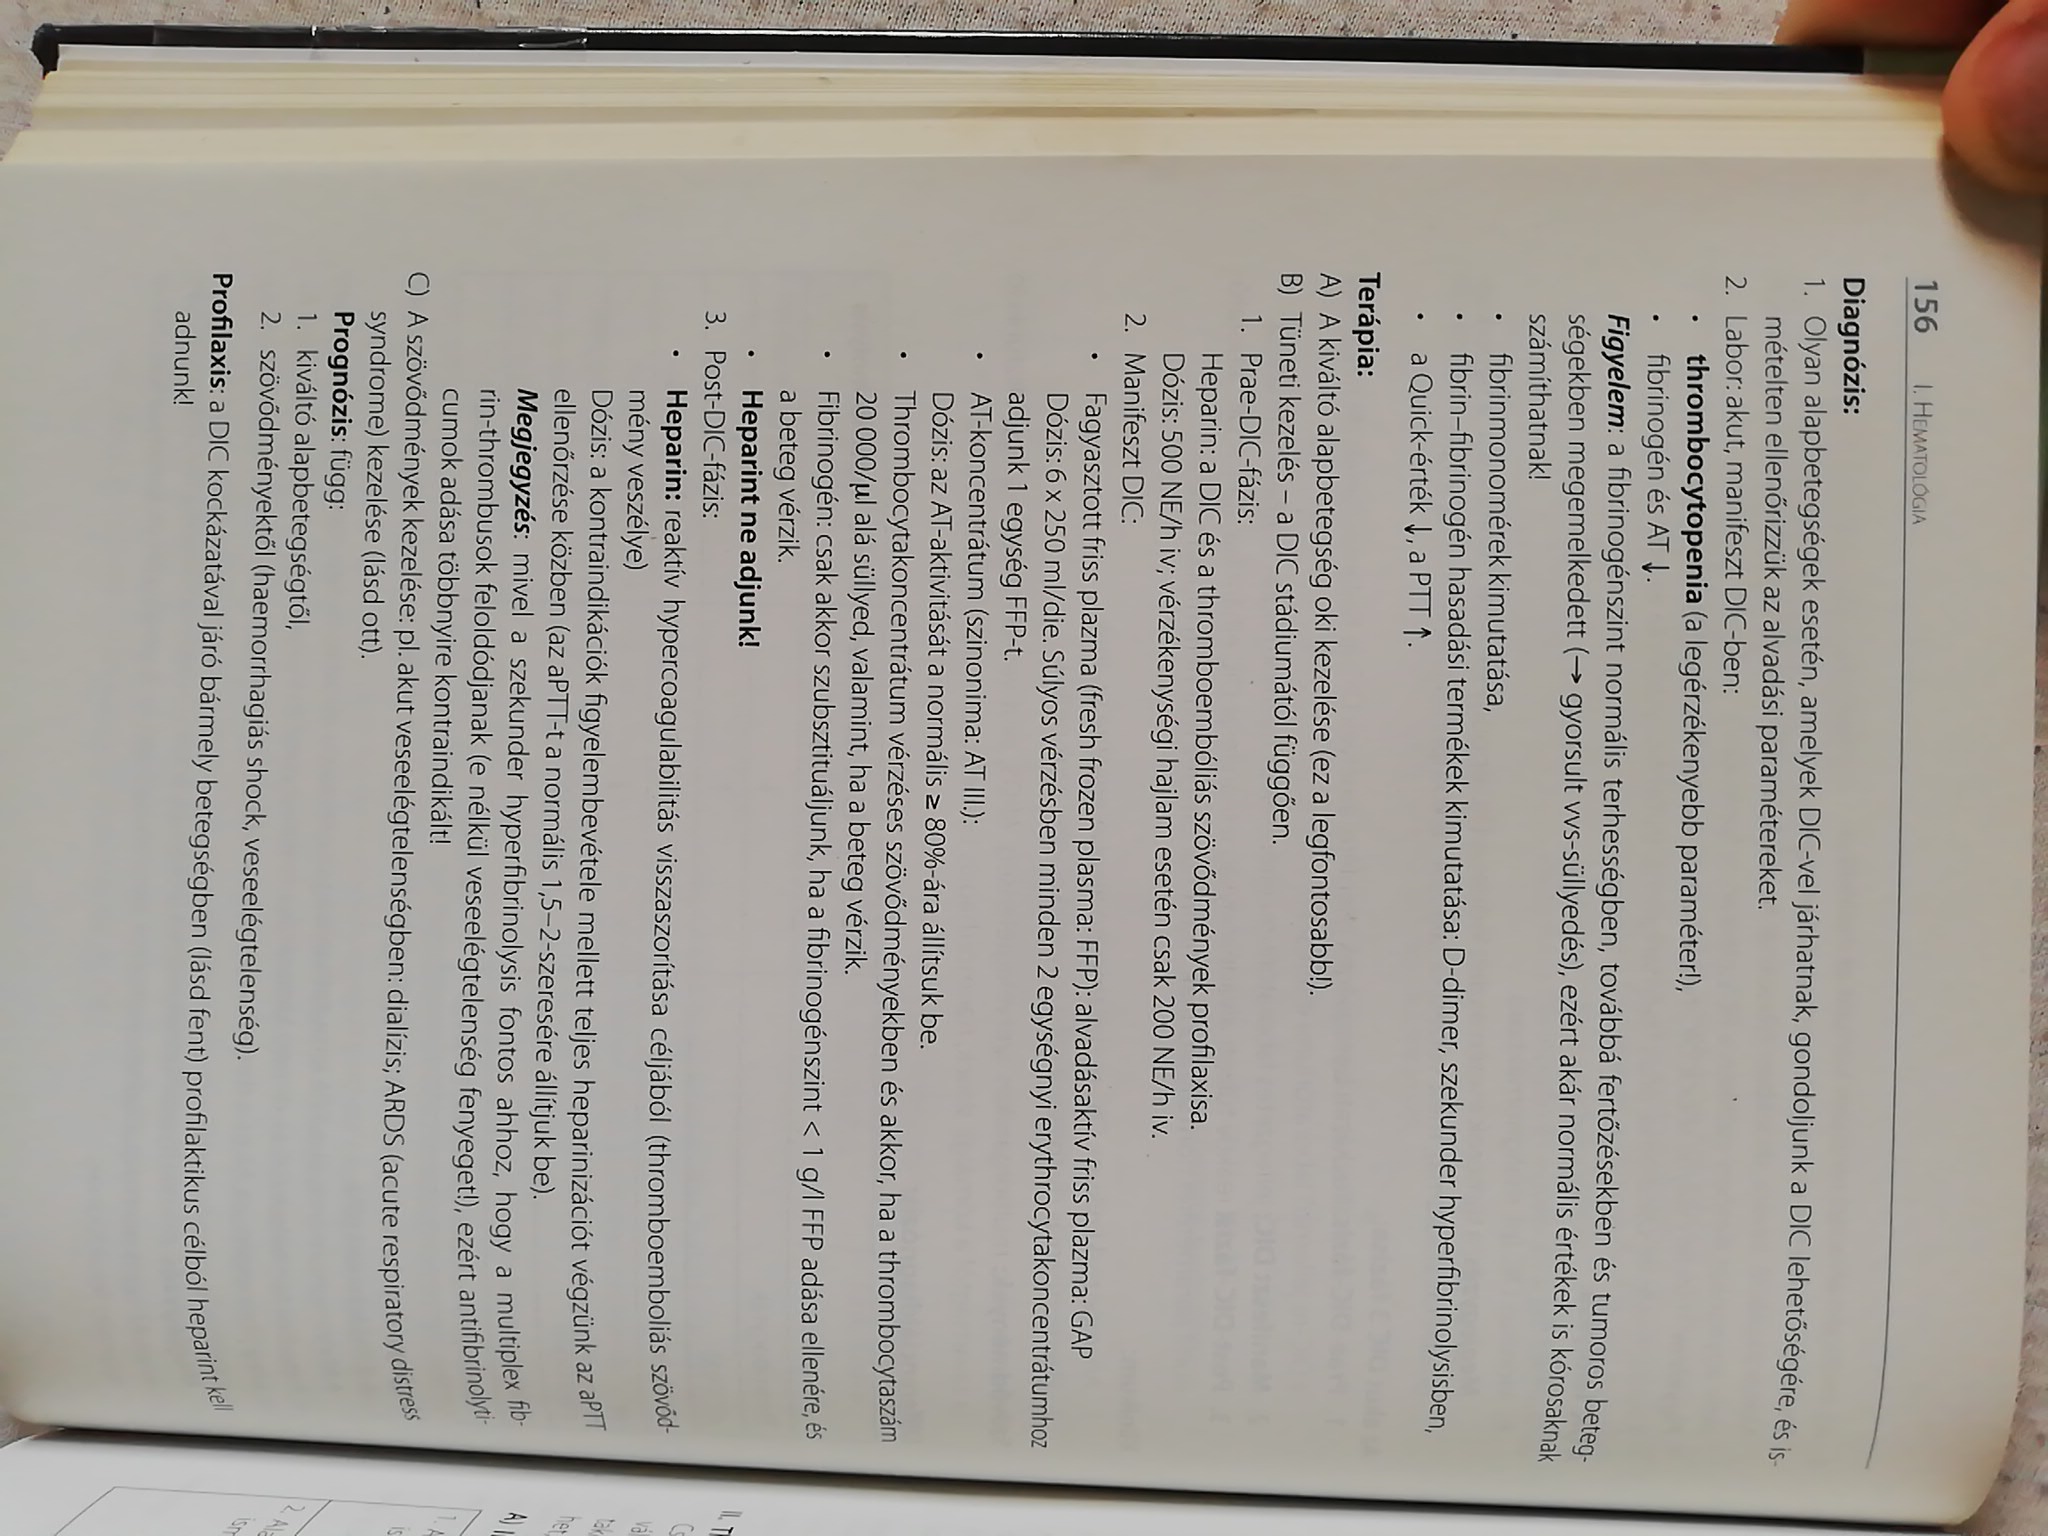 156 I. HEMATOLÓGIA
Diagnózis:
1. Olyan alapbetegségek esetén, amelyek DIC-vel járhatnak, gondoljunk a DIC lehetőségére, és is-
mételten ellenőrizzük az alvadási paramétereket.
2. Labor: akut, manifeszt DIC-ben:
• thrombocytopenia (a legérzékenyebb paraméter!),
• fibrinogén és AT ↓.
Figyelem: a fibrinogénszint normális terhességben, továbbá fertőzésekben és tumoros beteg-
ségekben megemelkedett (→ gyorsult vvs-süllyedés), ezért akár normális értékek is kórosaknak
számíthatnak!
• fibrinmonomérek kimutatása,
• fibrin–fibrinogén hasadási termékek kimutatása: D-dimer, szekunder hyperfibrinolysisben,
• a Quick-érték ↓, a PTT ↑.
Terápia:
A) A kiváltó alapbetegség oki kezelése (ez a legfontosabb!).
B) Tüneti kezelés – a DIC stádiumától függően.
1. Prae-DIC-fázis:
Heparin: a DIC és a thromboembóliás szövődmények profilaxisa.
Dózis: 500 NE/h iv; vérzékenységi hajlam esetén csak 200 NE/h iv.
2. Manifeszt DIC:
• Fagyasztott friss plazma (fresh frozen plasma: FFP): alvadásaktív friss plazma: GAP
Dózis: 6 x 250 ml/die. Súlyos vérzésben minden 2 egységnyi erythrocytakoncentrátumhoz
adjunk 1 egység FFP-t.
• AT-koncentrátum (szinonima: AT III.):
Dózis: az AT-aktivitását a normális ≥ 80%-ára állítsuk be.
• Thrombocytakoncentrátum vérzéses szövődményekben és akkor, ha a thrombocytaszám
20 000/μl alá süllyed, valamint, ha a beteg vérzik.
• Fibrinogén: csak akkor szubsztituáljunk, ha a fibrinogénszint < 1 g/l FFP adása ellenére, és
a beteg vérzik.
• Heparint ne adjunk!
3. Post-DIC-fázis:
• Heparin: reaktív hypercoagulabilitás visszaszorítása céljából (thromboemboliás szövőd-
mény veszélye)
Dózis: a kontraindikációk figyelembevétele mellett teljes heparinizációt végzünk az aPTT
ellenőrzése közben (az aPTT-t a normális 1,5–2-szeresére állítjuk be).
Megjegyzés: mivel a szekunder hyperfibrinolysis fontos ahhoz, hogy a multiplex fib-
rin-thrombusok feloldódjanak (e nélkül veseelégtelenség fenyeget!), ezért antifibrinolyti-
cumok adása többnyire kontraindikált!
C) A szövődmények kezelése: pl. akut veseelégtelenségben: dialízis; ARDS (acute respiratory distress
syndrome) kezelése (lásd ott).
Prognózis: függ:
1. kiváltó alapbetegségtől,
2. szövődményektől (haemorrhagiás shock, veseelégtelenség).
Profilaxis: a DIC kockázatával járó bármely betegségben (lásd fent) profilaktikus célból heparint kell
adnunk!